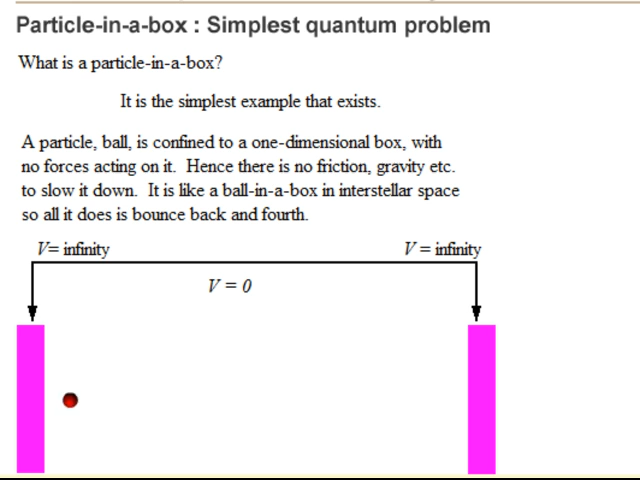 Particle-in-a-box : Simplest quantum problem
What is a particle-in-a-box?
It is the simplest example that exists.
A particle, ball, is confined to a one-dimensional box, with
no forces acting on it. Hence there is no friction, gravity etc.
to slow it down. It is like a ball-in-a-box in interstellar space
so all it does is bounce back and fourth.
V= infinity
V = infinity
V = 0